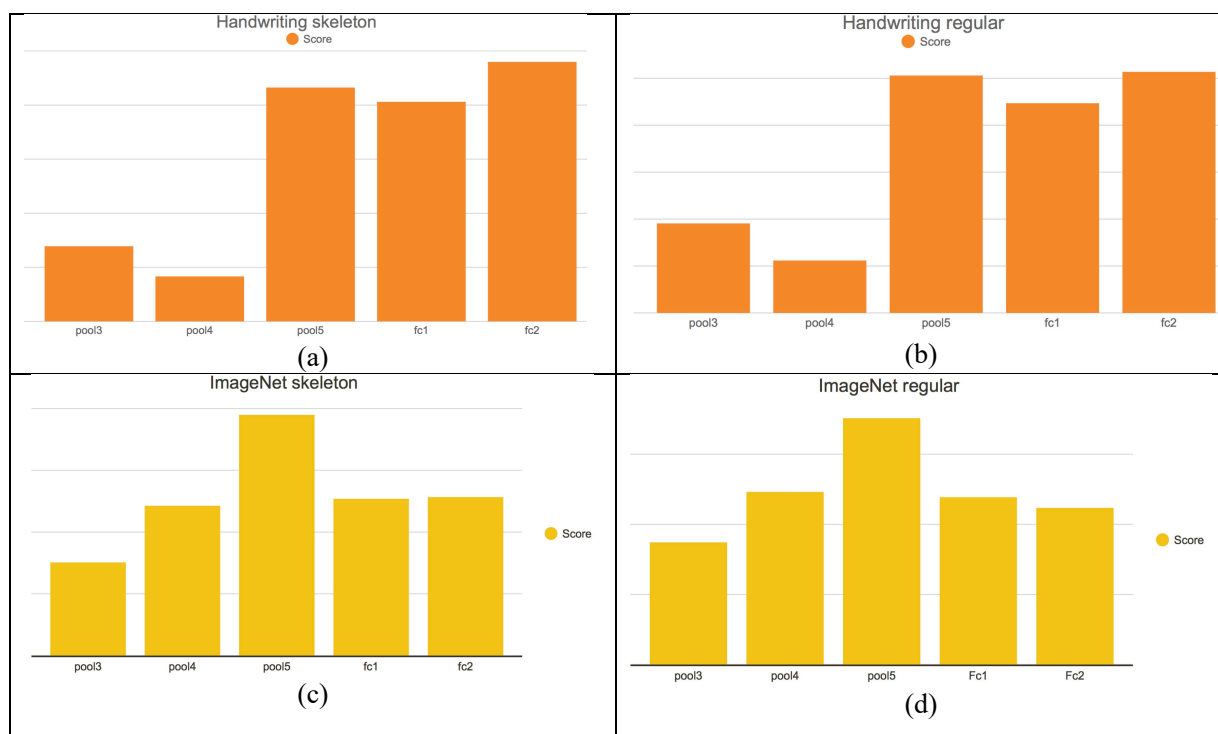 Handwriting skeleton
Score
pool3 pool4 pool5 fc1 fc2
(a)
Handwriting regular
Score
pool3 pool4 pool5 fc1 fc2
(b)
ImageNet skeleton
Score
pool3 pool4 pool5 fc1 fc2
(c)
ImageNet regular
Score
pool3 pool4 pool5 Fc1 Fc2
(d)